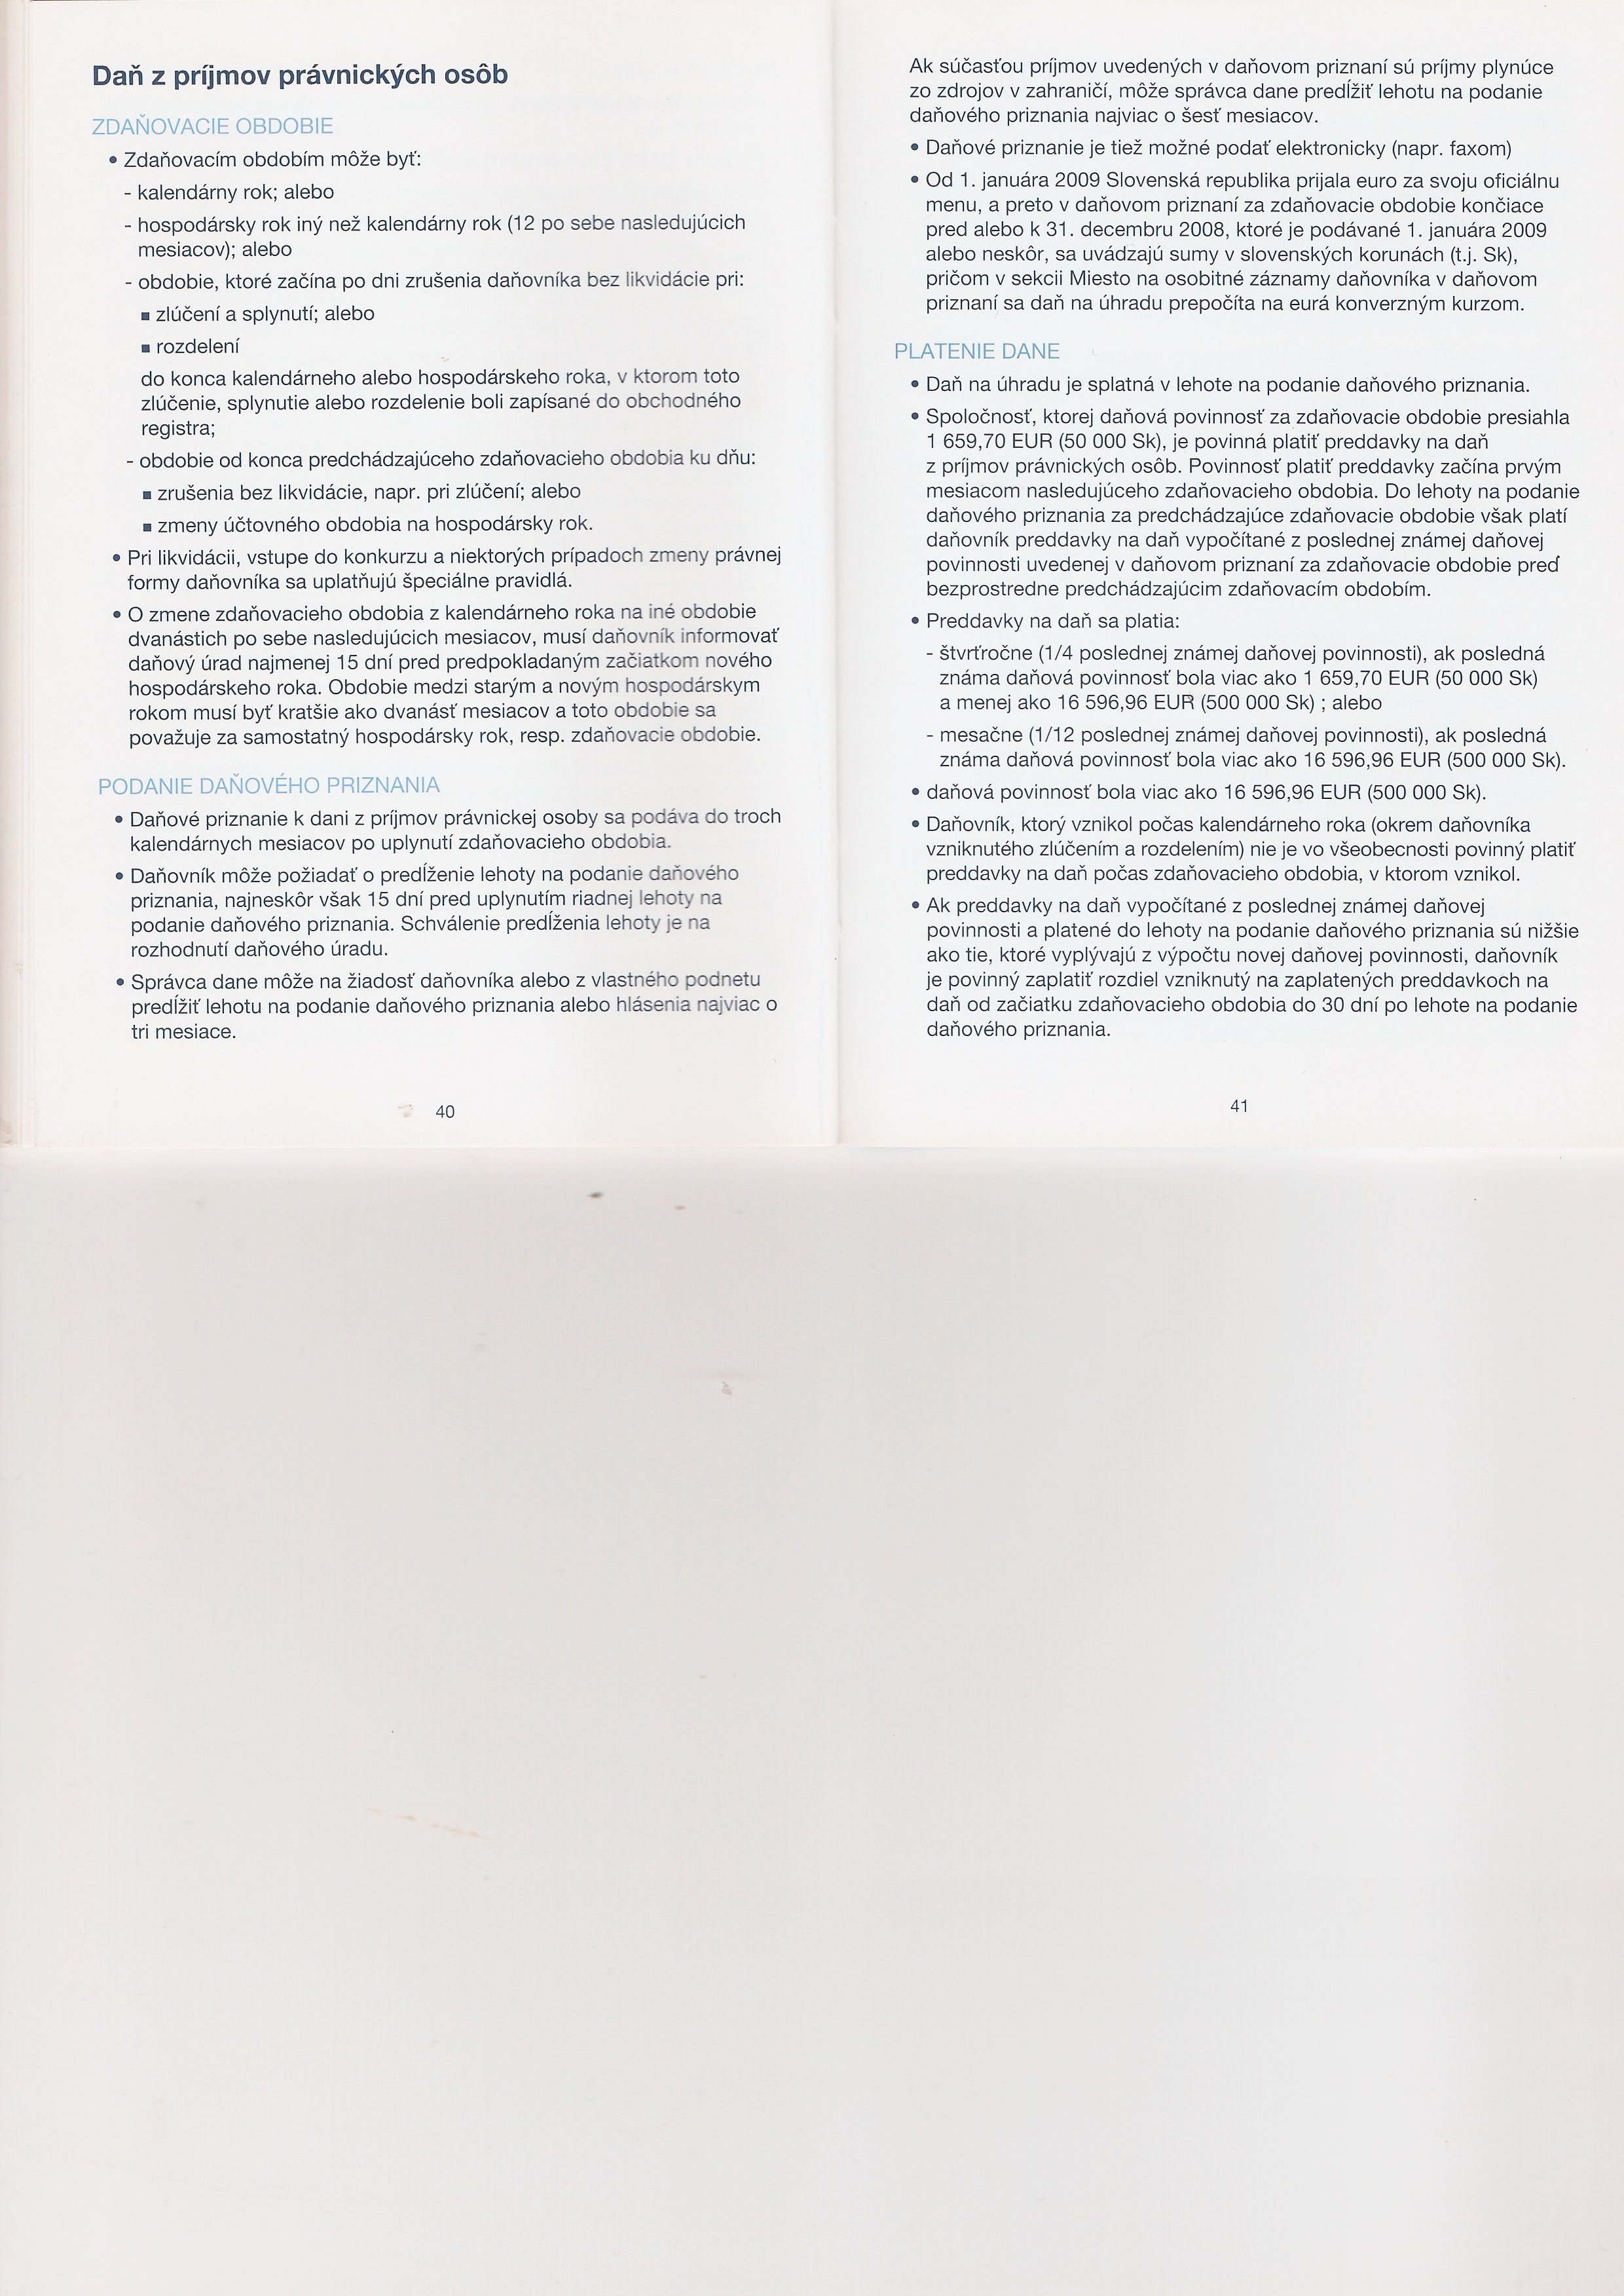 Daň z príjmov právnických osôb
ZDAŇOVACIE OBDOBIE
• Zdaňovacím obdobím môže byť:
- kalendárny rok; alebo
- hospodársky rok iný než kalendárny rok (12 po sebe nasledujúcich
mesiacov); alebo
- obdobie, ktoré začína po dni zrušenia daňovníka bez likvidácie pri:
▪ zlúčení a splynutí; alebo
▪ rozdelení
do konca kalendárneho alebo hospodárskeho roka, v ktorom toto
zlúčenie, splynutie alebo rozdelenie boli zapísané do obchodného
registra;
- obdobie od konca predchádzajúceho zdaňovacieho obdobia ku dňu:
▪ zrušenia bez likvidácie, napr. pri zlúčení; alebo
▪ zmeny účtovného obdobia na hospodársky rok.
• Pri likvidácii, vstupe do konkurzu a niektorých prípadoch zmeny právnej
formy daňovníka sa uplatňujú špeciálne pravidlá.
• O zmene zdaňovacieho obdobia z kalendárneho roka na iné obdobie
dvanástich po sebe nasledujúcich mesiacov, musí daňovník informovať
daňový úrad najmenej 15 dní pred predpokladaným začiatkom nového
hospodárskeho roka. Obdobie medzi starým a novým hospodárskym
rokom musí byť kratšie ako dvanásť mesiacov a toto obdobie sa
považuje za samostatný hospodársky rok, resp. zdaňovacie obdobie.
PODANIE DAŇOVÉHO PRIZNANIA
• Daňové priznanie k dani z príjmov právnickej osoby sa podáva do troch
kalendárnych mesiacov po uplynutí zdaňovacieho obdobia.
• Daňovník môže požiadať o predĺženie lehoty na podanie daňového
priznania, najneskôr však 15 dní pred uplynutím riadnej lehoty na
podanie daňového priznania. Schválenie predĺženia lehoty je na
rozhodnutí daňového úradu.
• Správca dane môže na žiadosť daňovníka alebo z vlastného podnetu
predĺžiť lehotu na podanie daňového priznania alebo hlásenia najviac o
tri mesiace.
40
Ak súčasťou príjmov uvedených v daňovom priznaní sú príjmy plynúce
zo zdrojov v zahraničí, môže správca dane predĺžiť lehotu na podanie
daňového priznania najviac o šesť mesiacov.
• Daňové priznanie je tiež možné podať elektronicky (napr. faxom)
• Od 1. januára 2009 Slovenská republika prijala euro za svoju oficiálnu
menu, a preto v daňovom priznaní za zdaňovacie obdobie končiace
pred alebo k 31. decembru 2008, ktoré je podávané 1. januára 2009
alebo neskôr, sa uvádzajú sumy v slovenských korunách (t.j. Sk),
pričom v sekcii Miesto na osobitné záznamy daňovníka v daňovom
priznaní sa daň na úhradu prepočíta na eurá konverzným kurzom.
PLATENIE DANE
• Daň na úhradu je splatná v lehote na podanie daňového priznania.
• Spoločnosť, ktorej daňová povinnosť za zdaňovacie obdobie presiahla
1 659,70 EUR (50 000 Sk), je povinná platiť preddavky na daň
z príjmov právnických osôb. Povinnosť platiť preddavky začína prvým
mesiacom nasledujúceho zdaňovacieho obdobia. Do lehoty na podanie
daňového priznania za predchádzajúce zdaňovacie obdobie však platí
daňovník preddavky na daň vypočítané z poslednej známej daňovej
povinnosti uvedenej v daňovom priznaní za zdaňovacie obdobie pred
bezprostredne predchádzajúcim zdaňovacím obdobím.
• Preddavky na daň sa platia:
- štvrťročne (1/4 poslednej známej daňovej povinnosti), ak posledná
známa daňová povinnosť bola viac ako 1 659,70 EUR (50 000 Sk)
a menej ako 16 596,96 EUR (500 000 Sk) ; alebo
- mesačne (1/12 poslednej známej daňovej povinnosti), ak posledná
známa daňová povinnosť bola viac ako 16 596,96 EUR (500 000 Sk).
• daňová povinnosť bola viac ako 16 596,96 EUR (500 000 Sk).
• Daňovník, ktorý vznikol počas kalendárneho roka (okrem daňovníka
vzniknutého zlúčením a rozdelením) nie je vo všeobecnosti povinný platiť
preddavky na daň počas zdaňovacieho obdobia, v ktorom vznikol.
• Ak preddavky na daň vypočítané z poslednej známej daňovej
povinnosti a platené do lehoty na podanie daňového priznania sú nižšie
ako tie, ktoré vyplývajú z výpočtu novej daňovej povinnosti, daňovník
je povinný zaplatiť rozdiel vzniknutý na zaplatených preddavkoch na
daň od začiatku zdaňovacieho obdobia do 30 dní po lehote na podanie
daňového priznania.
41